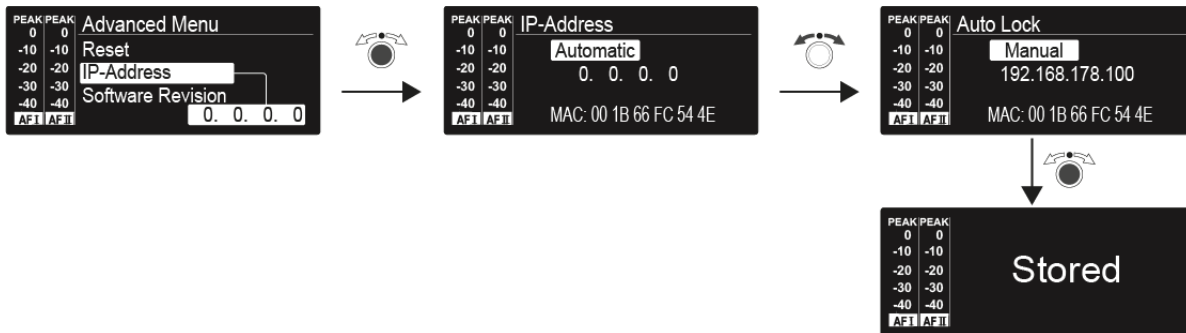 PEAK PEAK Advanced Menu
0 0
-10 -10 Reset
-20 -20 IP-Address
-30 -30 Software Revision
-40 -40 0. 0. 0. 0
AF I AF II
PEAK PEAK IP-Address
0 0
-10 -10 Automatic
-20 -20 0. 0. 0. 0
-30 -30
-40 -40
AF I AF II MAC: 00 1B 66 FC 54 4E
PEAK PEAK Auto Lock
0 0
-10 -10 Manual
-20 -20 192.168.178.100
-30 -30
-40 -40
AF I AF II MAC: 00 1B 66 FC 54 4E
PEAK PEAK
0 0
-10 -10
-20 -20 Stored
-30 -30
-40 -40
AF I AF II